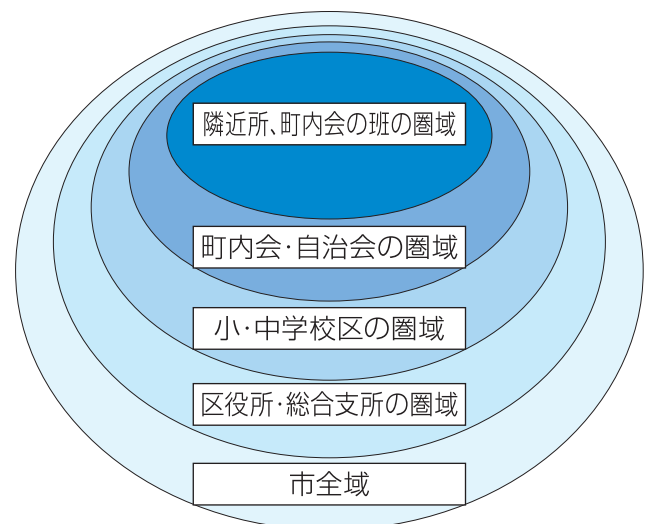 隣近所、町内会の班の圏域
町内会・自治会の圏域
小・中学校区の圏域
区役所・総合支所の圏域
市全域